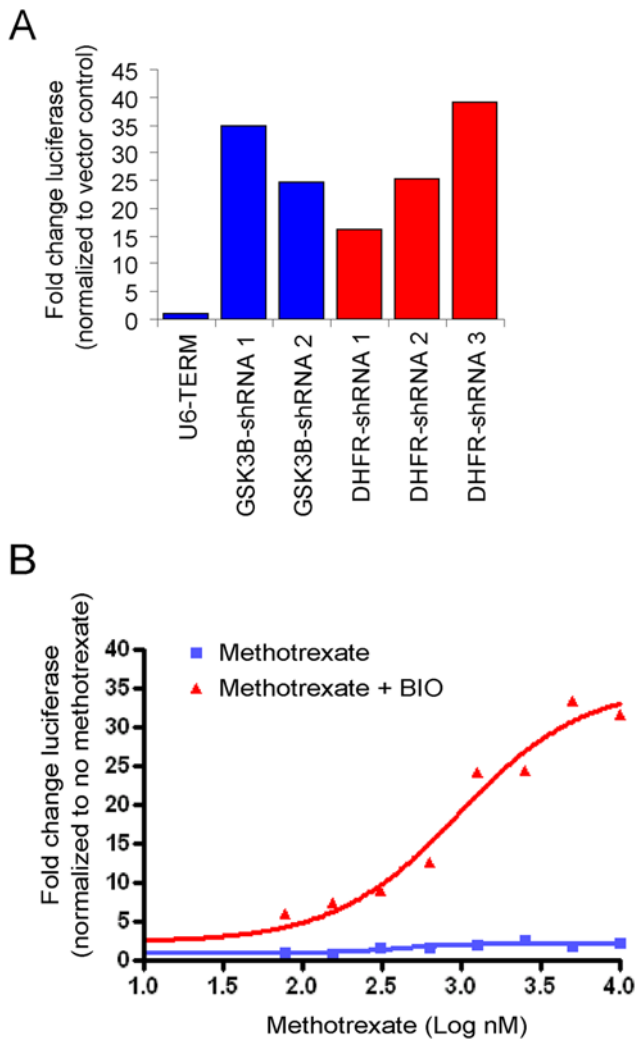 A
Fold change luciferase
(normalized to vector control)
45
40
35
30
25
20
15
10
5
0
U6-TERM
GSK3B-shRNA 1
GSK3B-shRNA 2
DHFR-shRNA 1
DHFR-shRNA 2
DHFR-shRNA 3
B
Fold change luciferase
(normalized to no methotrexate)
40
35
30
25
20
15
10
5
0
Methotrexate
Methotrexate + BIO
1.0 1.5 2.0 2.5 3.0 3.5 4.0
Methotrexate (Log nM)